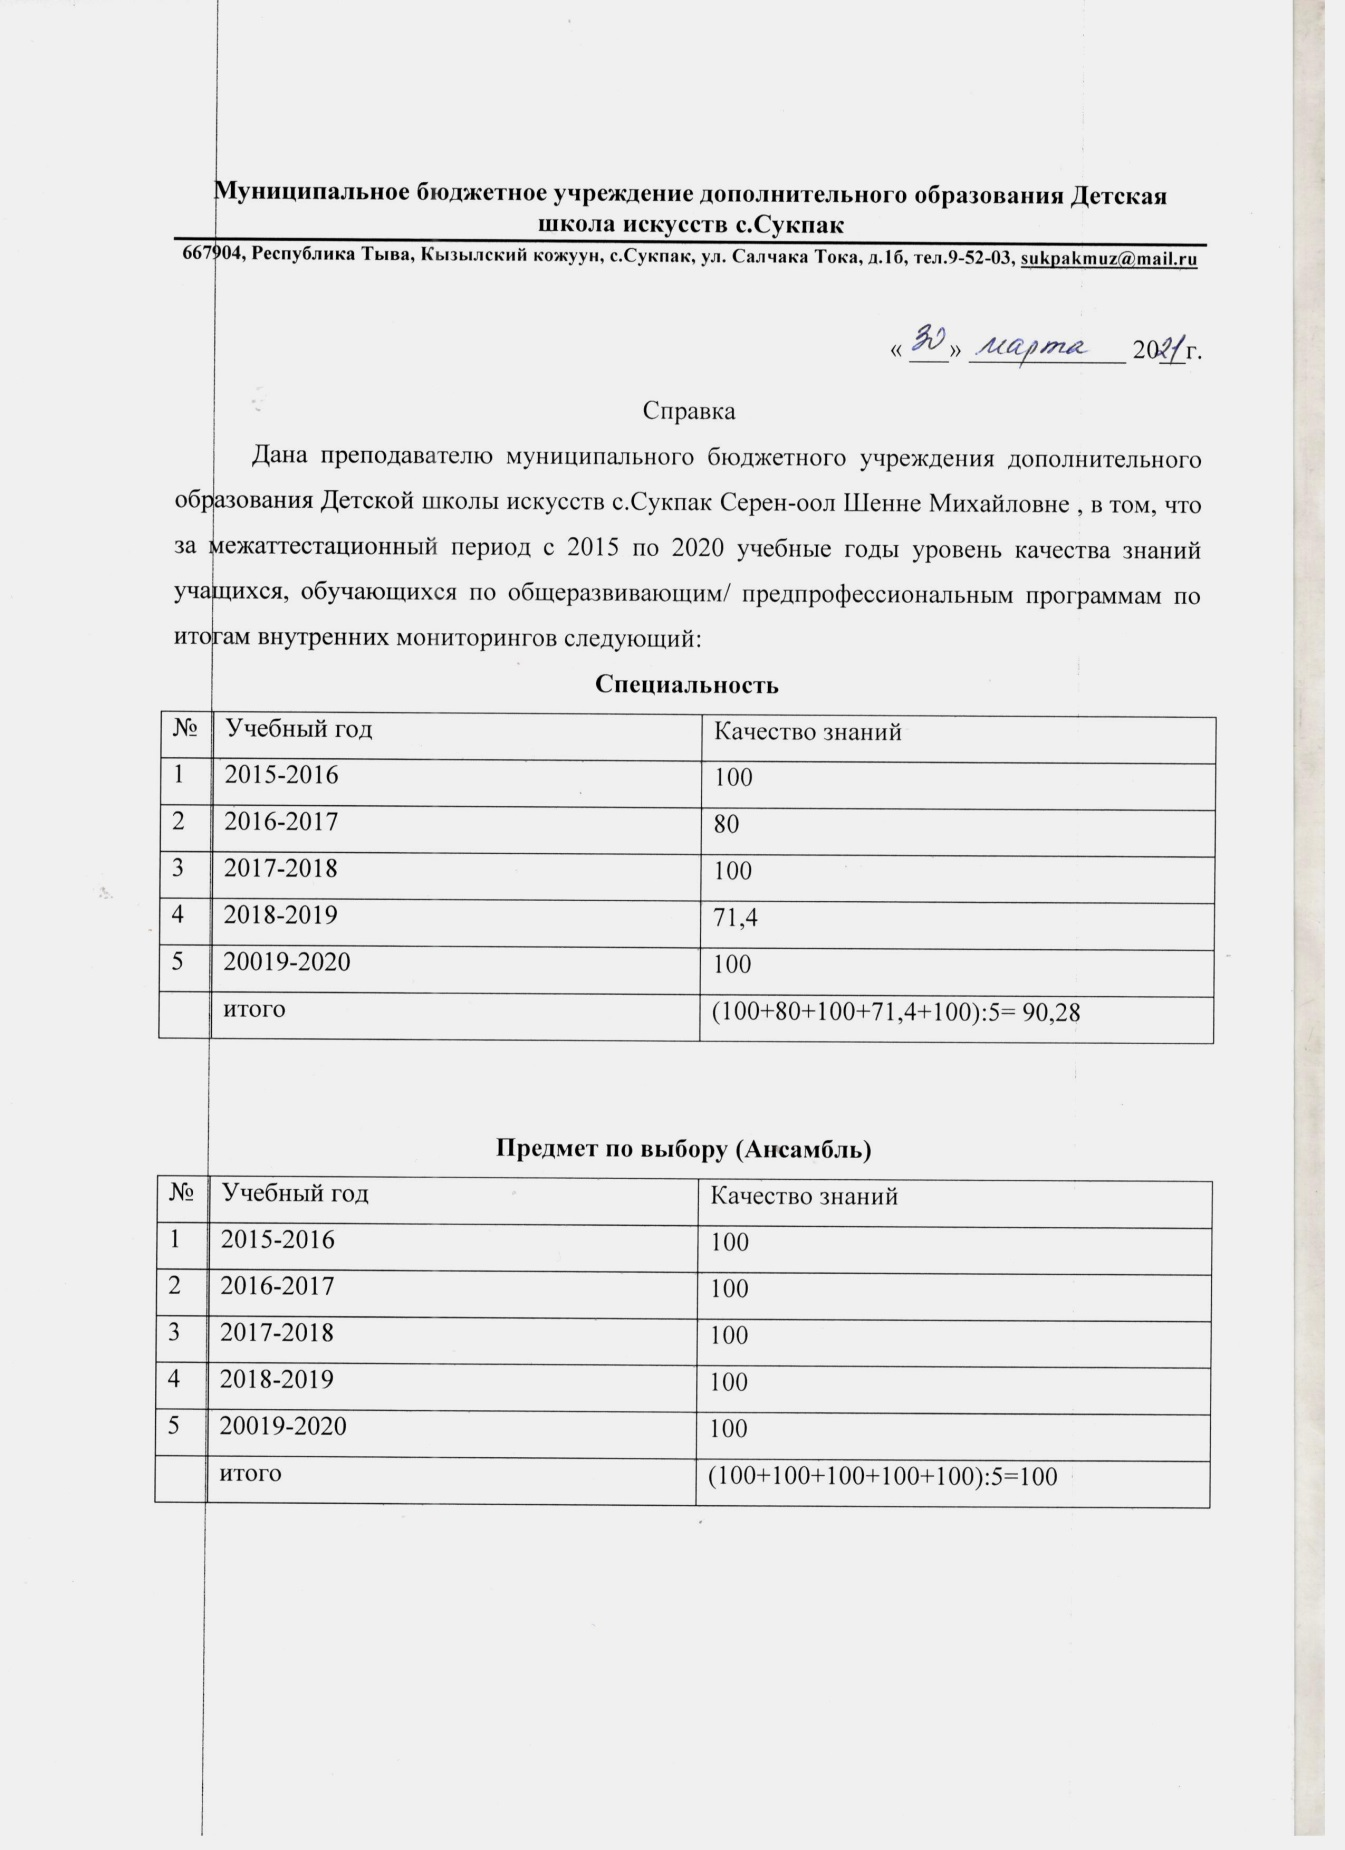 Муниципальное бюджетное учреждение дополнительного образования Детская
школа искусств с.Сукпак
667904, Республика Тыва, Кызылский кожуун, с.Сукпак, ул. Салчака Тока, д.1б, тел.9-52-03, sukpakmuz@mail.ru
« 30 » марта 2021г.
Справка
Дана преподавателю муниципального бюджетного учреждения дополнительного
образования Детской школы искусств с.Сукпак Серен-оол Шенне Михайловне , в том, что
за межаттестационный период с 2015 по 2020 учебные годы уровень качества знаний
учащихся, обучающихся по общеразвивающим/ предпрофессиональным программам по
итогам внутренних мониторингов следующий:
Специальность
№ Учебный год Качество знаний
1 2015-2016 100
2 2016-2017 80
3 2017-2018 100
4 2018-2019 71,4
5 20019-2020 100
итого (100+80+100+71,4+100):5= 90,28
Предмет по выбору (Ансамбль)
№ Учебный год Качество знаний
1 2015-2016 100
2 2016-2017 100
3 2017-2018 100
4 2018-2019 100
5 20019-2020 100
итого (100+100+100+100+100):5=100